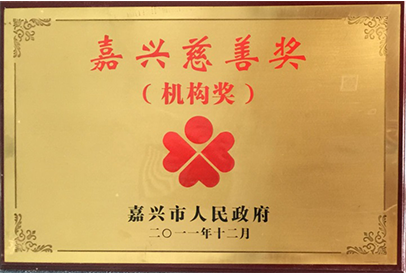 嘉兴慈善奖
（机构奖）
嘉兴市人民政府
二〇一一年十二月